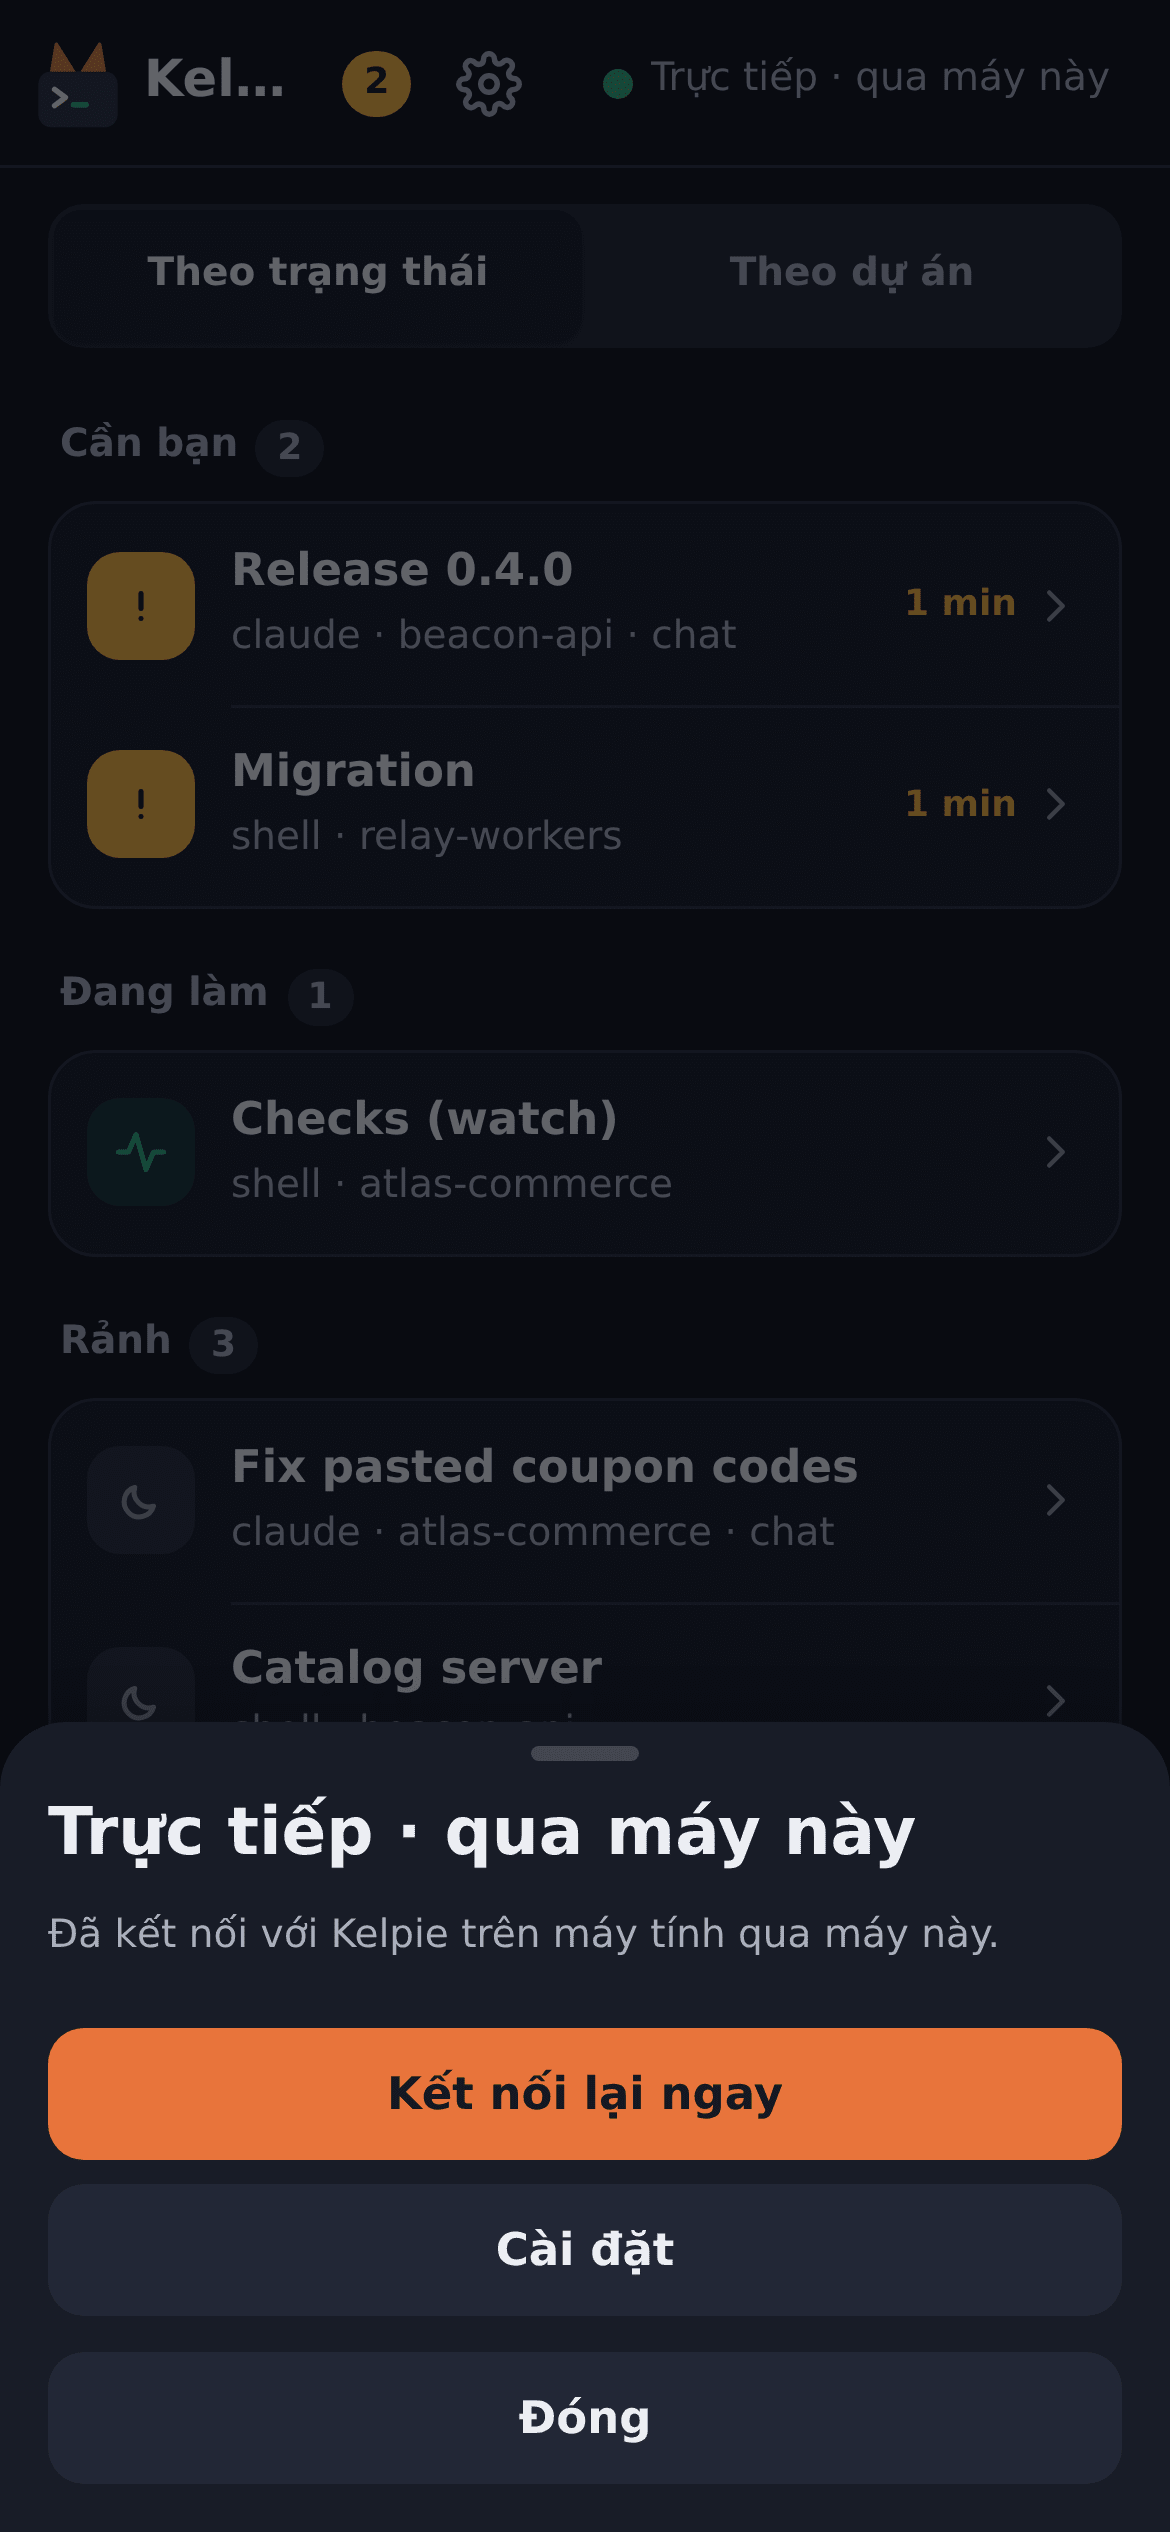 Kel...
2
Trực tiếp · qua máy này
Theo trạng thái
Theo dự án
Cần bạn 2
Release 0.4.0
claude · beacon-api · chat
1 min
Migration
shell · relay-workers
1 min
Đang làm 1
Checks (watch)
shell · atlas-commerce
Rảnh 3
Fix pasted coupon codes
claude · atlas-commerce · chat
Catalog server
shell · beacon-api
Trực tiếp · qua máy này
Đã kết nối với Kelpie trên máy tính qua máy này.
Kết nối lại ngay
Cài đặt
Đóng